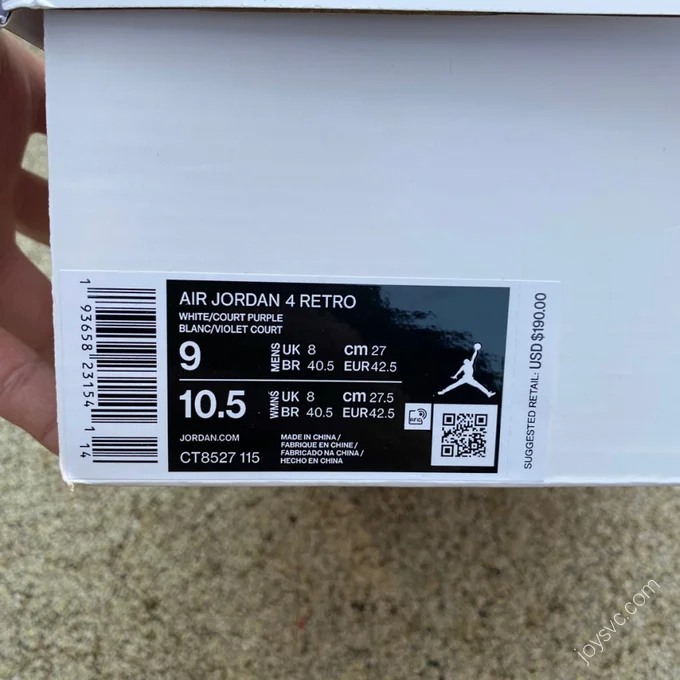 AIR JORDAN 4 RETRO
WHITE/COURT PURPLE
BLANC/VIOLET COURT
9 MENS UK 8 cm 27
BR 40.5 EUR 42.5
10.5 WMNS UK 8 cm 27.5
BR 40.5 EUR 42.5
JORDAN.COM
CT8527 115
MADE IN CHINA /
FABRIQUE EN CHINE /
FABRICADO NA CHINA /
HECHO EN CHINA
RFID
SUGGESTED RETAIL: USD $190.00
1 93658 23154 1 14
joysvc.com